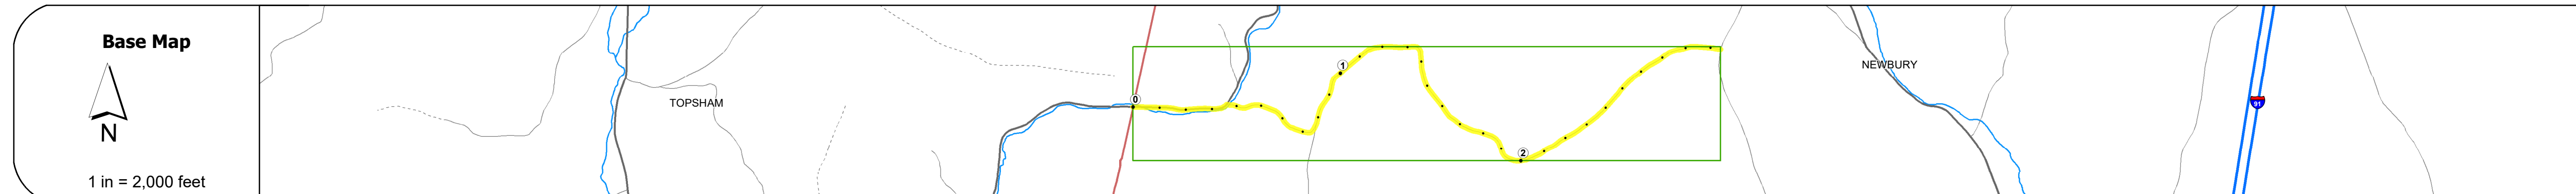 Base Map
N
1 in = 2,000 feet
TOPSHAM
0
1
2
NEWBURY
91